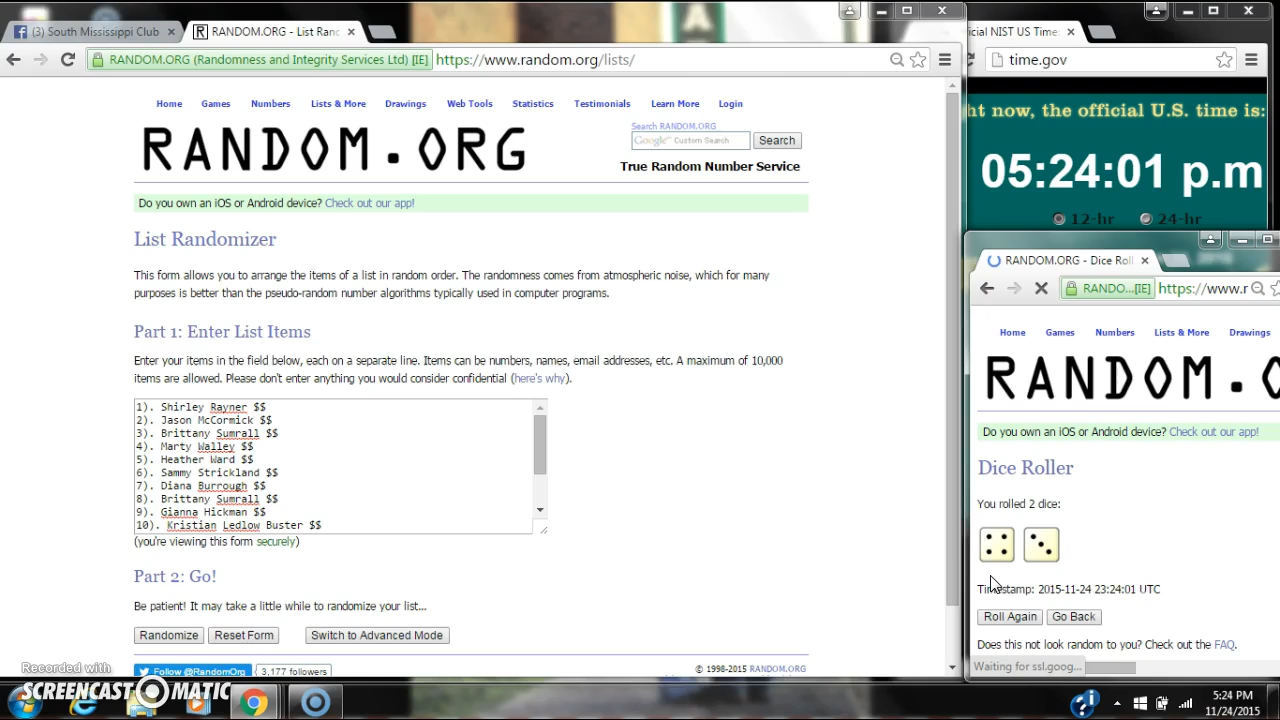 (3) South Mississippi Club
RANDOM.ORG - List Ran
RANDOM.ORG (Randomness and Integrity Services Ltd) [IE] https://www.random.org/lists/
Home Games Numbers Lists & More Drawings Web Tools Statistics Testimonials Learn More Login
RANDOM.ORG
Search RANDOM.ORG
Google™ Custom Search Search
True Random Number Service
Do you own an iOS or Android device? Check out our app!
List Randomizer
This form allows you to arrange the items of a list in random order. The randomness comes from atmospheric noise, which for many
purposes is better than the pseudo-random number algorithms typically used in computer programs.
Part 1: Enter List Items
Enter your items in the field below, each on a separate line. Items can be numbers, names, email addresses, etc. A maximum of 10,000
items are allowed. Please don't enter anything you would consider confidential (here's why).
1). Shirley Rayner $$
2). Jason McCormick $$
3). Brittany Sumrall $$
4). Marty Walley $$
5). Heather Ward $$
6). Sammy Strickland $$
7). Diana Burrough $$
8). Brittany Sumrall $$
9). Gianna Hickman $$
10). Kristian Ledlow Buster $$
(you're viewing this form securely)
Part 2: Go!
Be patient! It may take a little while to randomize your list...
Randomize Reset Form Switch to Advanced Mode
Follow @RandomOrg 3,177 followers
© 1998-2015 RANDOM.ORG
icial NIST US Time
time.gov
ht now, the official U.S. time is:
05:24:01 p.m
12-hr 24-hr
RANDOM.ORG - Dice Roll
RANDO...[IE] https://www.r
Home Games Numbers Lists & More Drawings
RANDOM.O
Do you own an iOS or Android device? Check out our app!
Dice Roller
You rolled 2 dice:
Timestamp: 2015-11-24 23:24:01 UTC
Roll Again Go Back
Does this not look random to you? Check out the FAQ.
Waiting for ssl.goog...
Recorded with
SCREENCAST MATIC
5:24 PM
11/24/2015